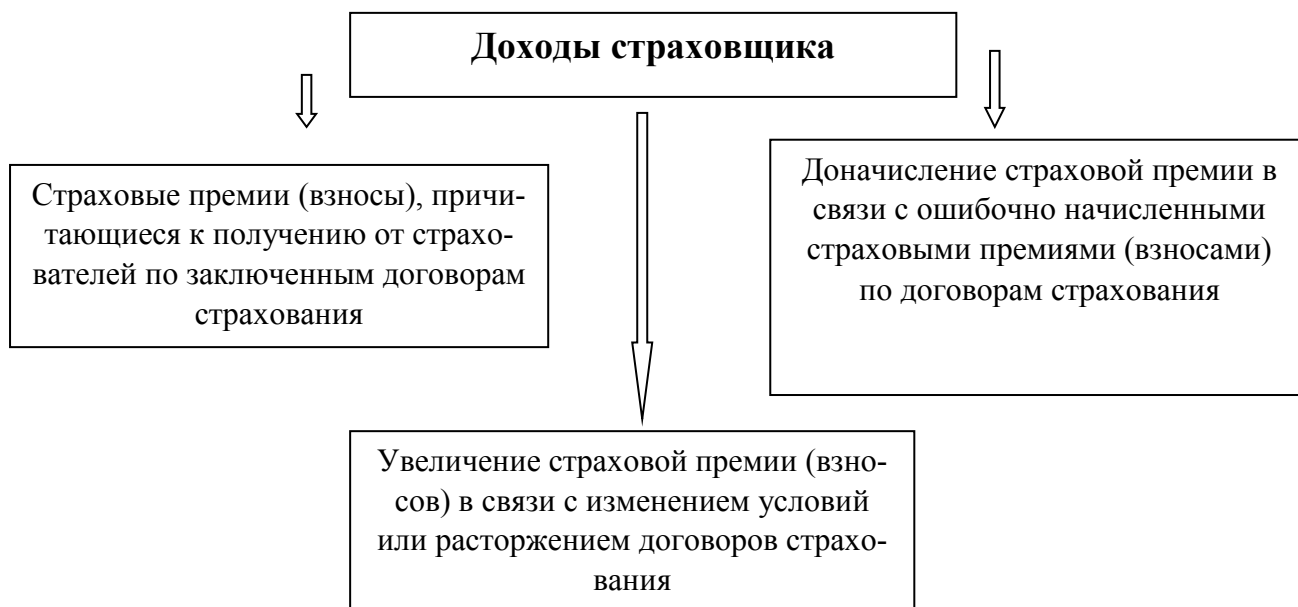 Доходы страховщика
Страховые премии (взносы), причи-
тающиеся к получению от страхо-
вателей по заключенным договорам
страхования
Доначисление страховой премии в
связи с ошибочно начисленными
страховыми премиями (взносами)
по договорам страхования
Увеличение страховой премии (взно-
сов) в связи с изменением условий
или расторжением договоров страхо-
вания